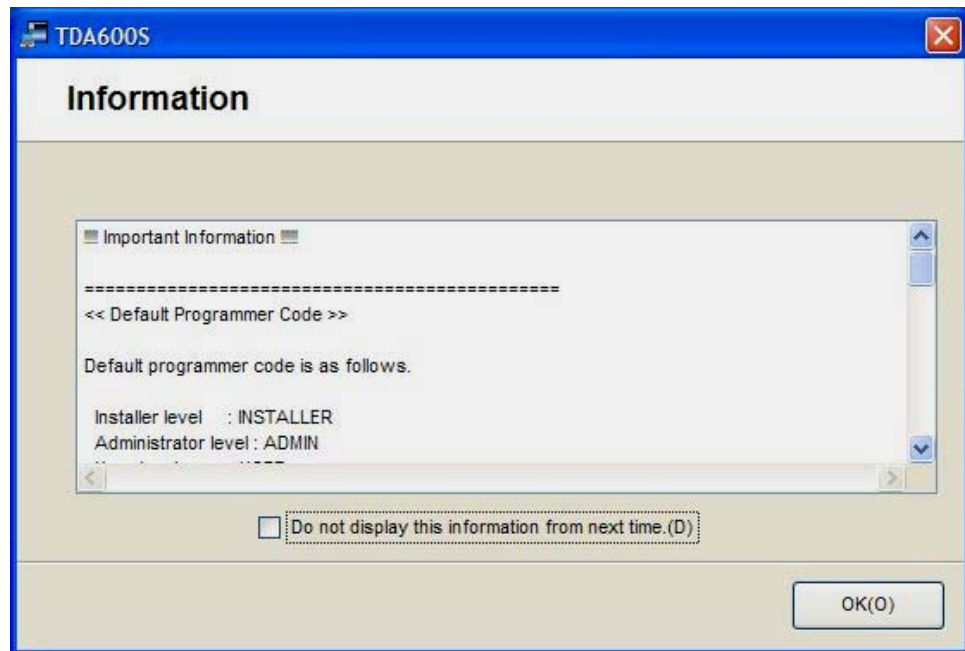 TDA600S
Information
Important Information
==============================================
<< Default Programmer Code >>
Default programmer code is as follows.
Installer level : INSTALLER
Administrator level : ADMIN
Do not display this information from next time.(D)
OK(O)